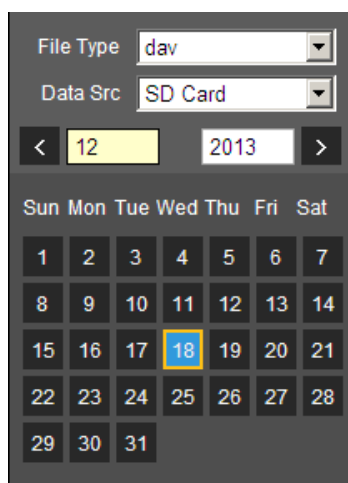 File Type dav
Data Src SD Card
< 12 2013 >
Sun Mon Tue Wed Thu Fri Sat
1 2 3 4 5 6 7
8 9 10 11 12 13 14
15 16 17 18 19 20 21
22 23 24 25 26 27 28
29 30 31